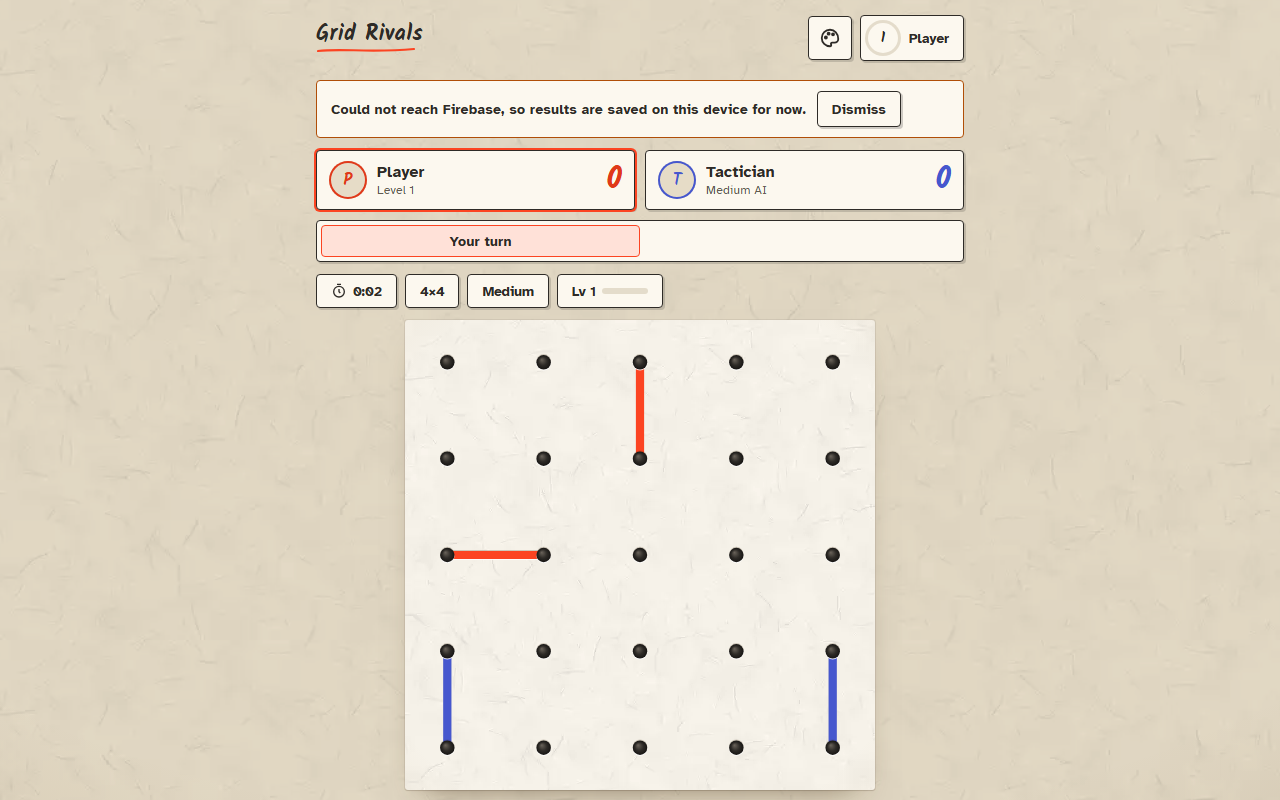 Grid Rivals
I Player
Could not reach Firebase, so results are saved on this device for now. Dismiss
P Player 0
Level 1
T Tactician 0
Medium AI
Your turn
0:02 4×4 Medium Lv 1